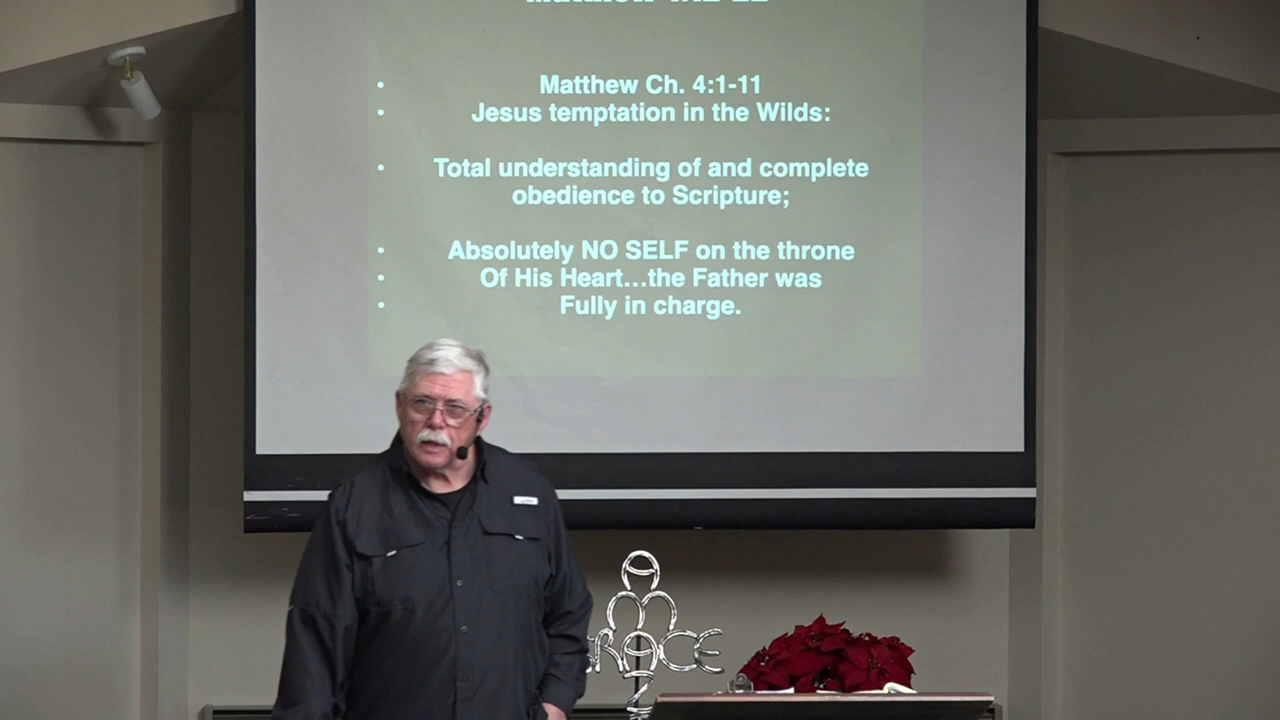 Matthew Ch. 4:1-11
Jesus temptation in the Wilds:
Total understanding of and complete
obedience to Scripture;
Absolutely NO SELF on the throne
Of His Heart...the Father was
Fully in charge.
A
M
RACE
Z